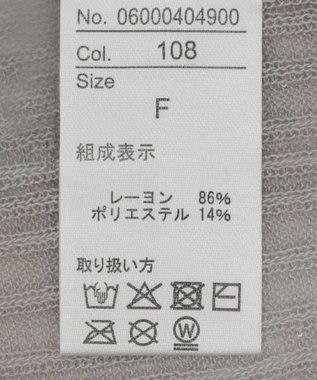 No. 06000404900
Col. 108
Size
F
組成表示
レーヨン 86%
ポリエステル 14%
取り扱い方
W